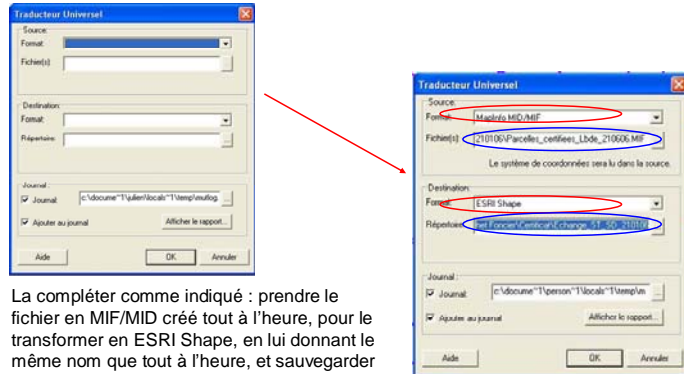 Traducteur Universel
Source:
Format:
Fichier(s):
Destination:
Format:
Répertoire:
Journal :
Journal: c:\docume~1\julien\locals~1\temp\mutlog.
Ajouter au journal
Afficher le rapport...
Aide
OK
Annuler
Traducteur Universel
Source:
Format: MapInfo MID/MIF
Fichier(s): 210106\Parcelles_certifiees_Lbde_210606.MIF
Le système de coordonnées sera lu dans la source.
Destination:
Format: ESRI Shape
Répertoire:
Journal :
Journal: c:\docume~1\person~1\locals~1\temp\m
Ajouter au journal
Afficher le rapport...
Aide
OK
Annuler
La compléter comme indiqué : prendre le
fichier en MIF/MID créé tout à l'heure, pour le
transformer en ESRI Shape, en lui donnant le
même nom que tout à l'heure, et sauvegarder